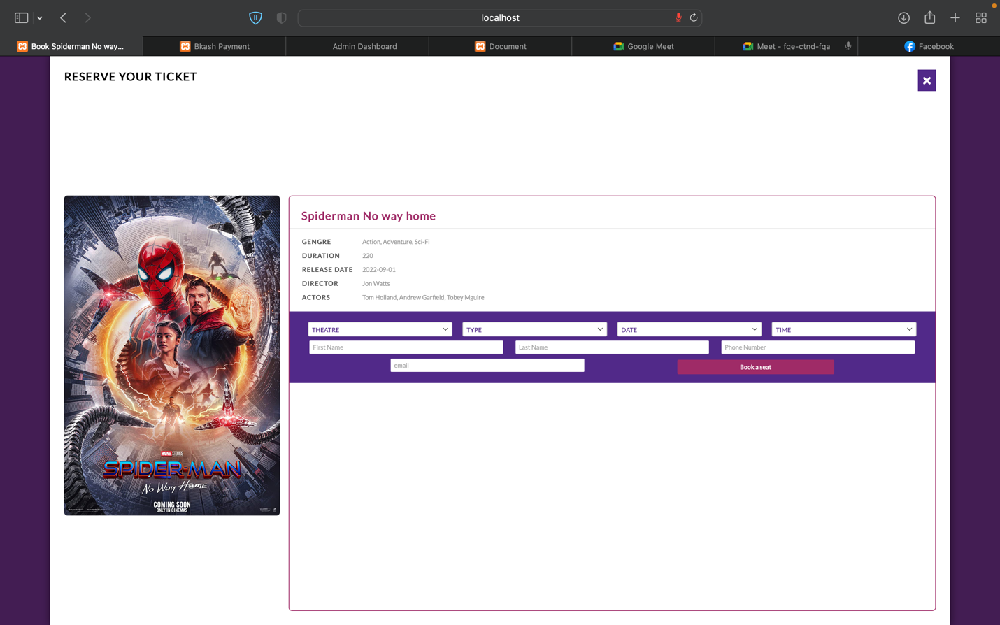 localhost
Book Spiderman No way...
Bkash Payment
Admin Dashboard
Document
Google Meet
Meet - fqe-ctnd-fqa
Facebook
RESERVE YOUR TICKET
Spiderman No way home
GENGRE Action, Adventure, Sci-Fi
DURATION 220
RELEASE DATE 2022-09-01
DIRECTOR Jon Watts
ACTORS Tom Holland, Andrew Garfield, Tobey Mguire
THEATRE TYPE DATE TIME
First Name Last Name Phone Number
email Book a seat
MARVEL STUDIOS
SPIDER-MAN
No Way Home
COMING SOON
ONLY IN CINEMAS